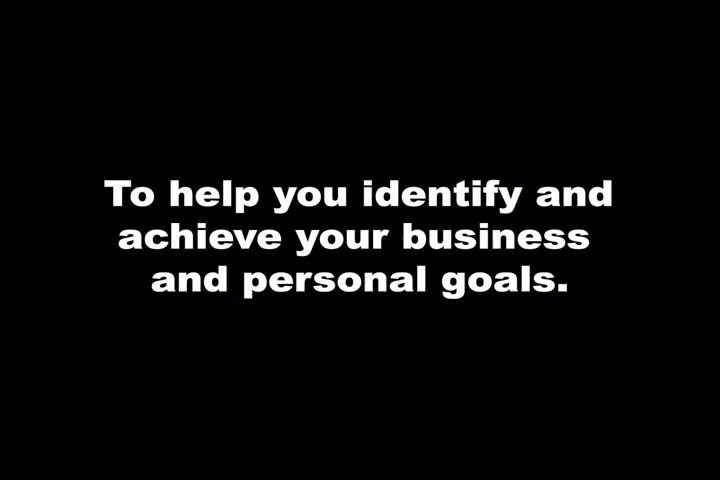 To help you identify and
achieve your business
and personal goals.